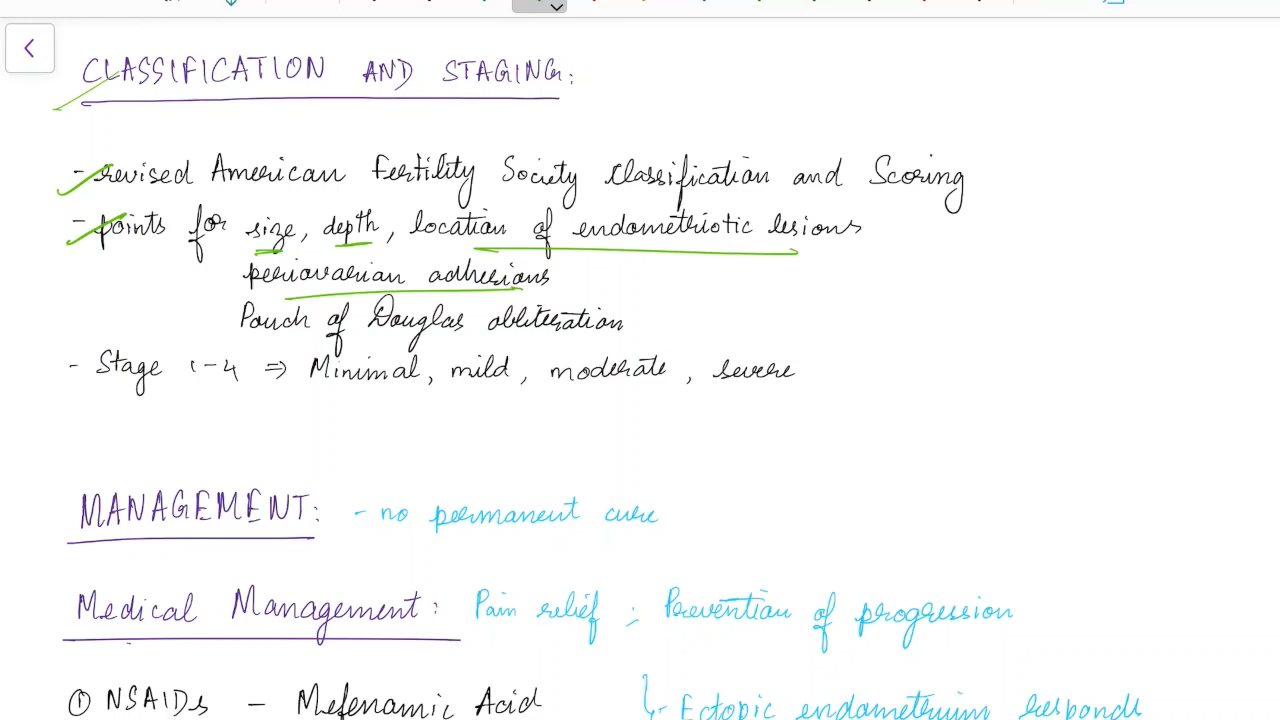 CLASSIFICATION AND STAGING:
- revised American Fertility Society Classification and Scoring
- points for size, depth, location of endometriotic lesions
periovarian adhesions
Pouch of Douglas obliteration
- Stage 1-4 ⇒ Minimal, mild, moderate, severe
MANAGEMENT: - no permanent cure
Medical Management: Pain relief ; Prevention of progression
① NSAIDs - Mefenamic Acid } - Ectopic endometrium responds